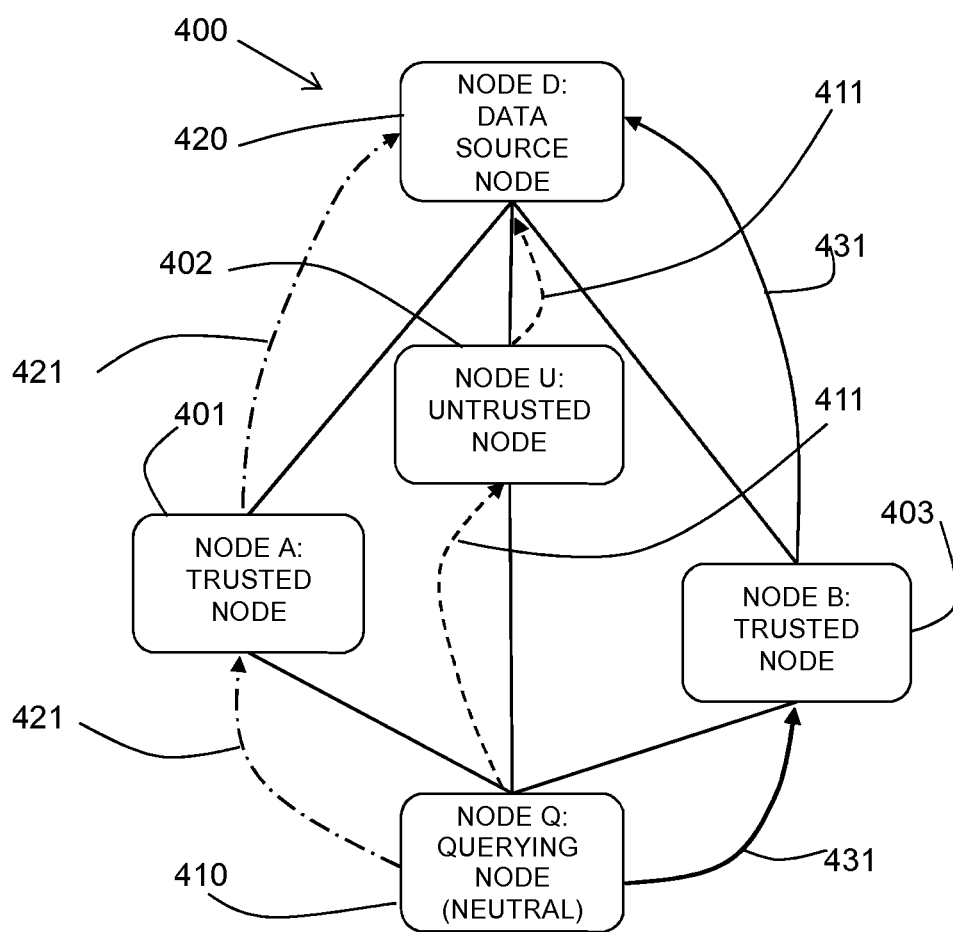 400
NODE D:
DATA
SOURCE
NODE
411
420
431
402
NODE U:
UNTRUSTED
NODE
421
411
401
403
NODE A:
TRUSTED
NODE
NODE B:
TRUSTED
NODE
421
NODE Q:
QUERYING
NODE
(NEUTRAL)
431
410